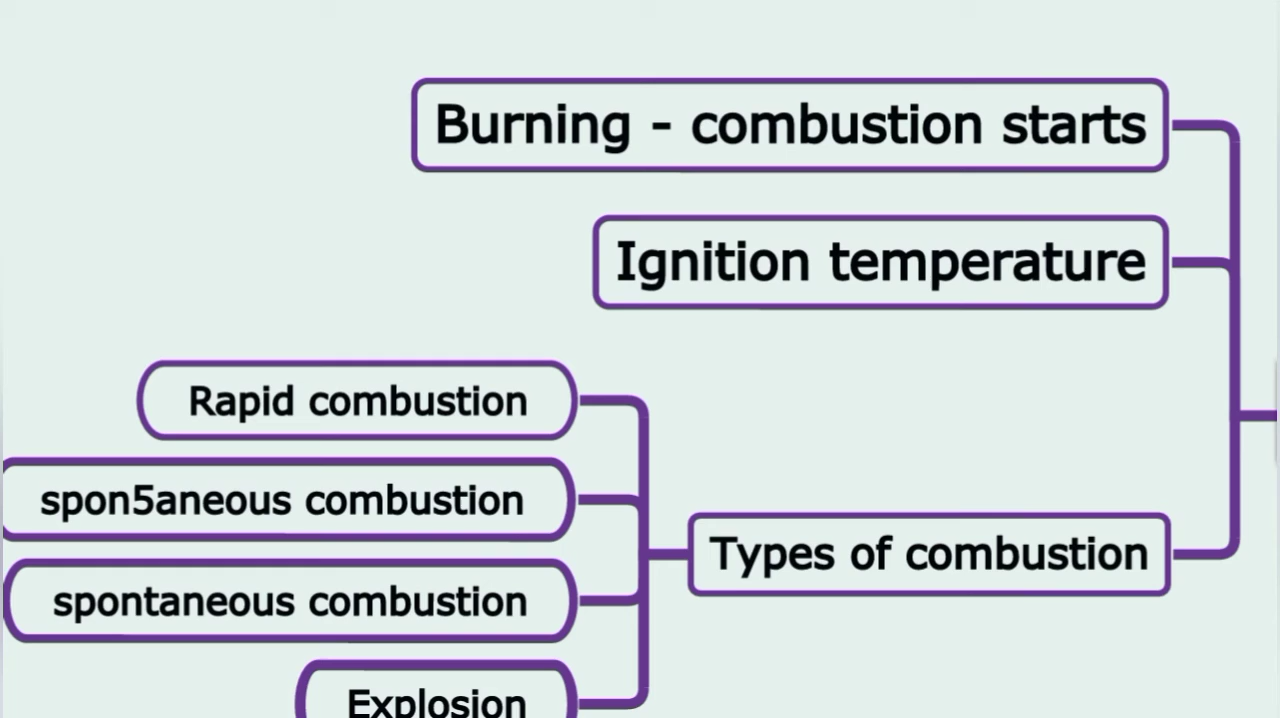 Burning - combustion starts
Ignition temperature
Rapid combustion
spon5aneous combustion
Types of combustion
spontaneous combustion
Explosion